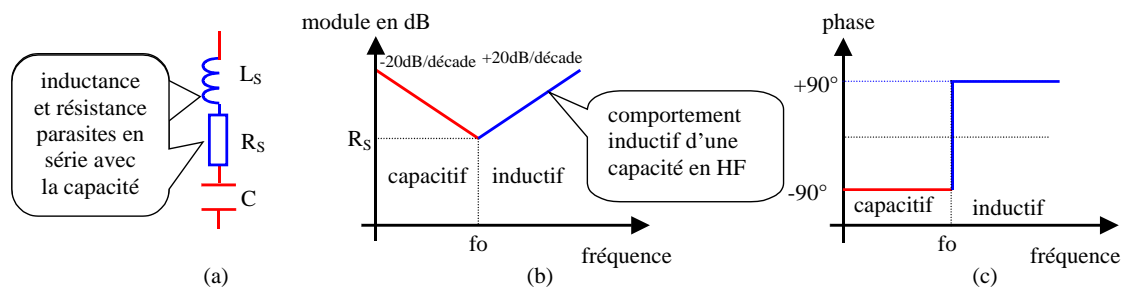 inductance
et résistance
parasites en
série avec
la capacité
L_S
R_S
C
(a)
module en dB
-20dB/décade
+20dB/décade
R_S
capacitif
inductif
comportement
inductif d’une
capacité en HF
fo
fréquence
(b)
phase
+90°
-90°
capacitif
inductif
fo
fréquence
(c)